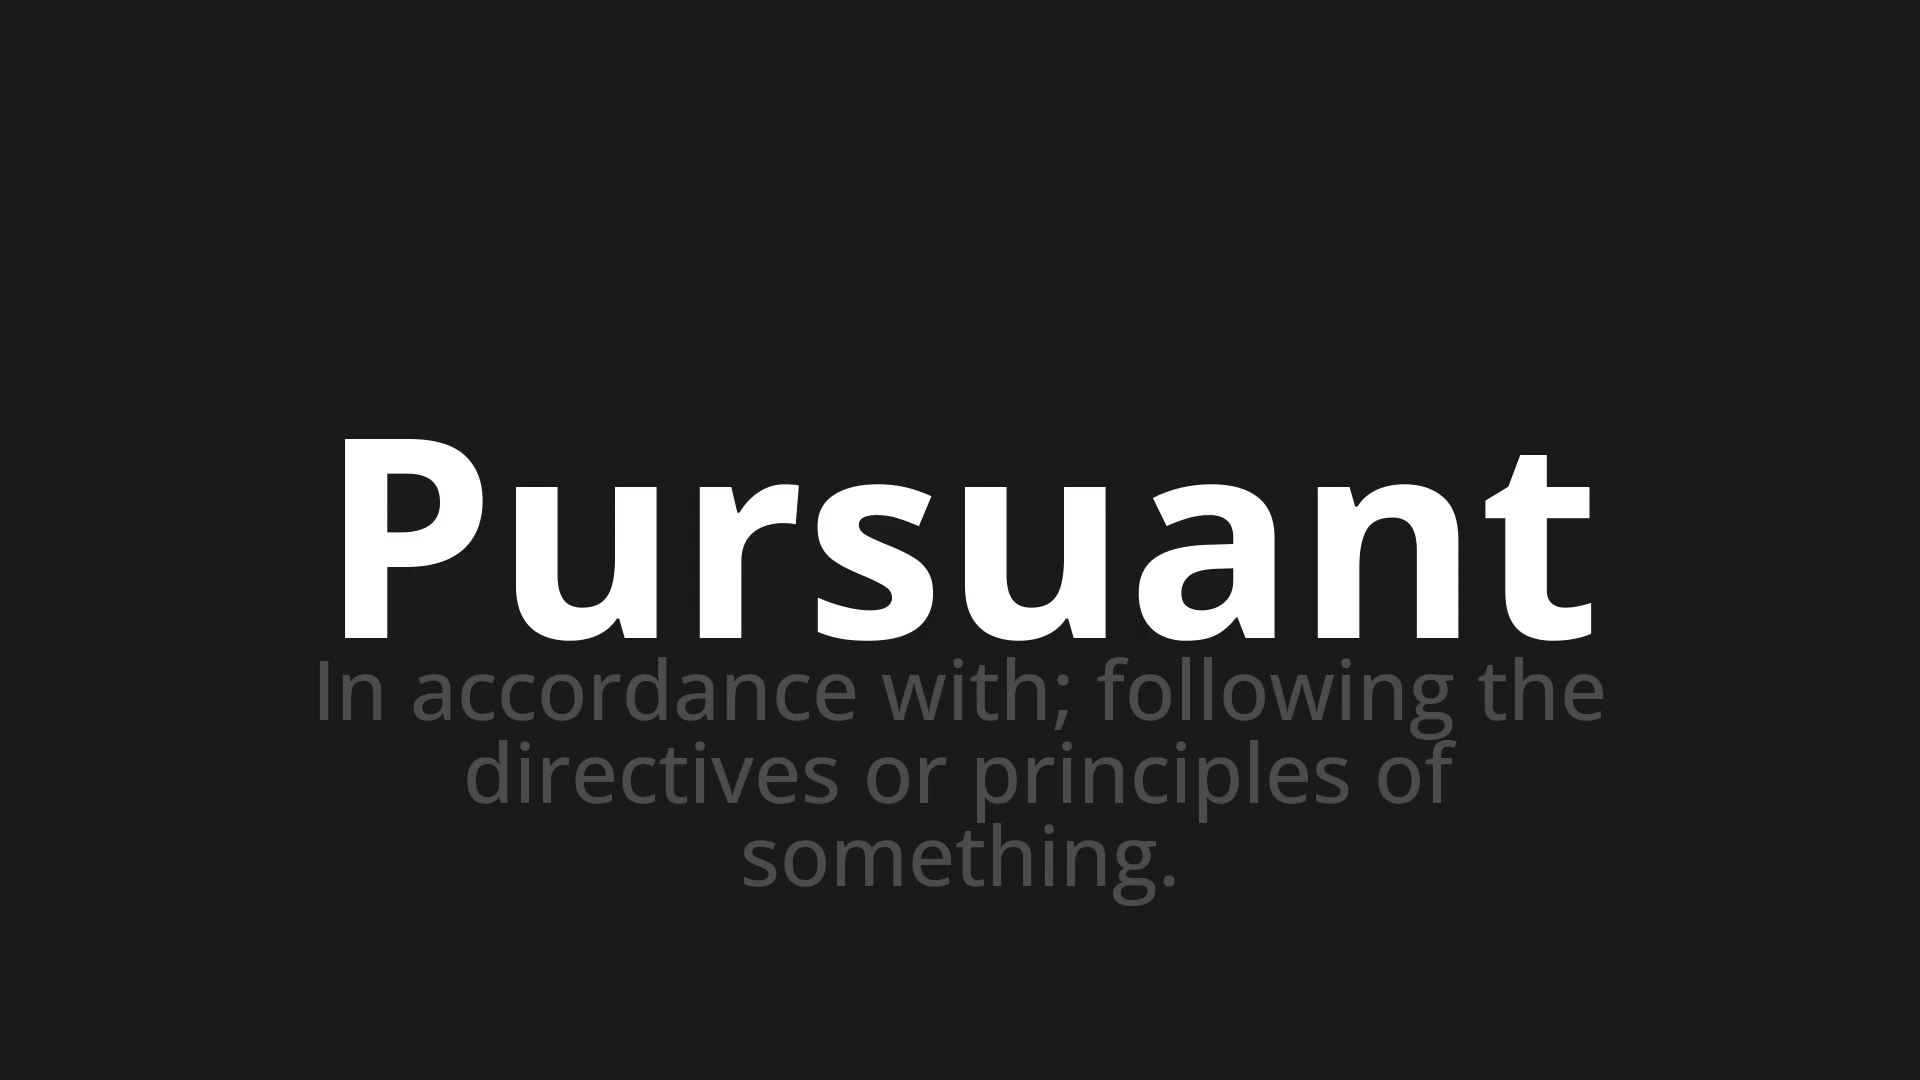 Pursuant
In accordance with; following the
directives or principles of
something.